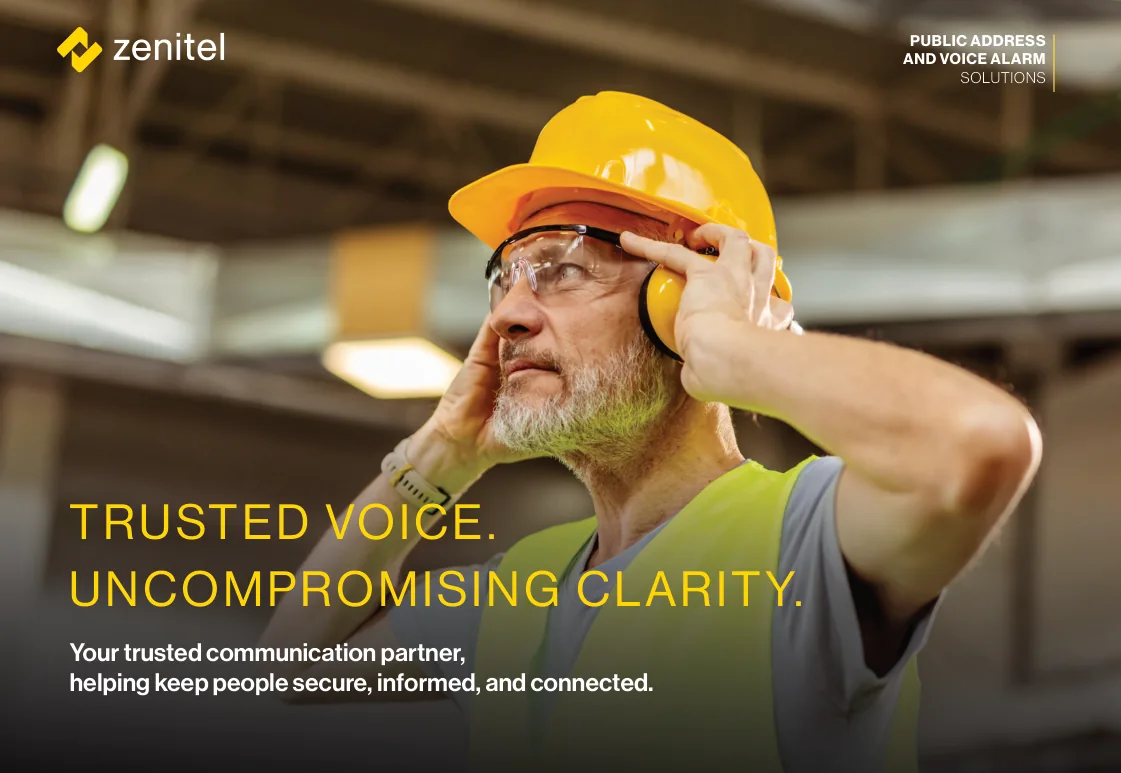 zenitel
PUBLIC ADDRESS
AND VOICE ALARM
SOLUTIONS
TRUSTED VOICE.
UNCOMPROMISING CLARITY.
Your trusted communication partner,
helping keep people secure, informed, and connected.